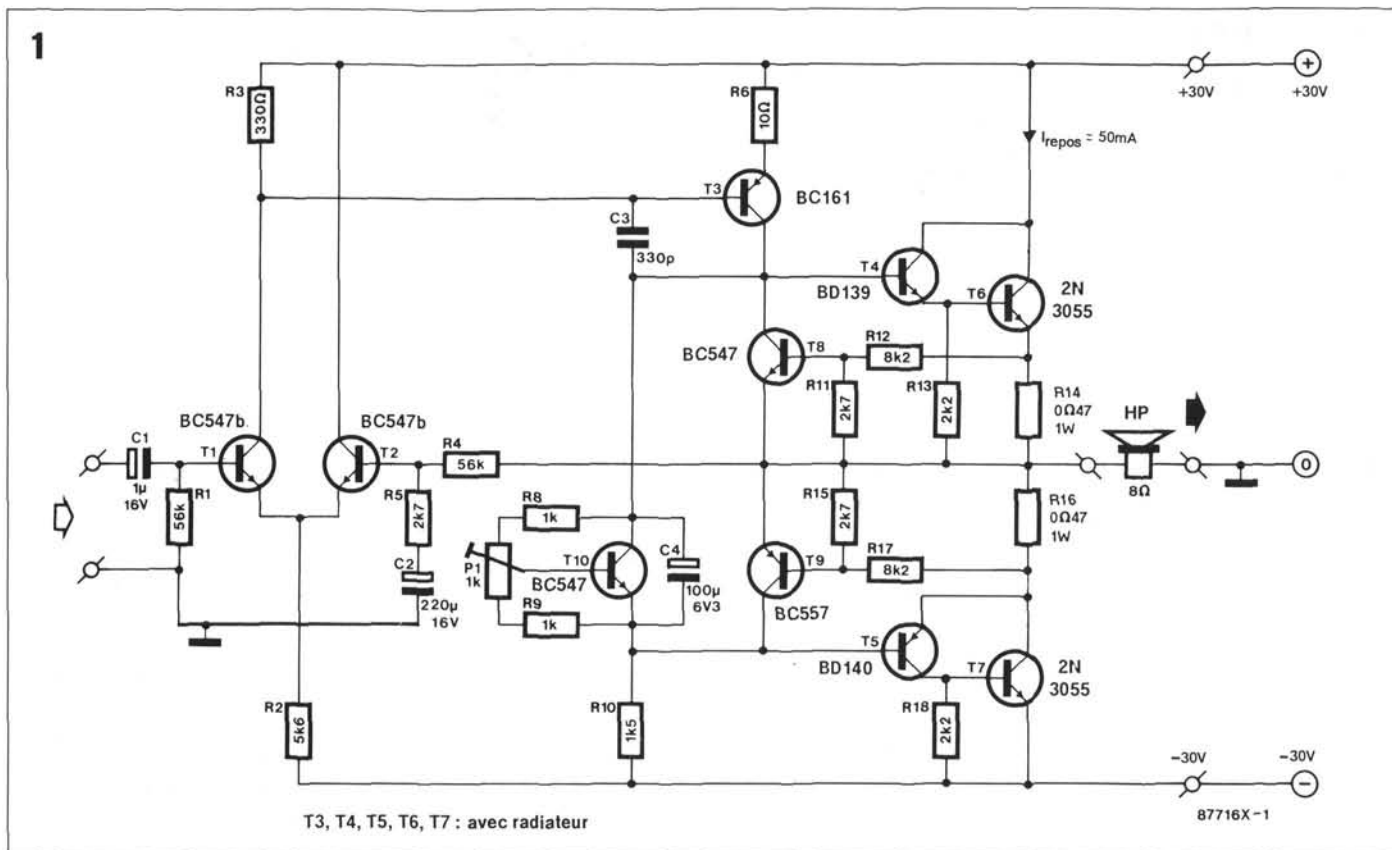 1
R3
330Ω
R6
10Ω
+30V
+
+30V
Irepos = 50mA
T3
BC161
C3
330p
T4
BD139
T6
2N
3055
BC547
T8
R12
8k2
R11
2k7
R13
2k2
R14
0Ω47
1W
HP
8Ω
0
BC547b.
BC547b
C1
1µ
16V
T1
T2
R1
56k
R4
56k
R5
2k7
C2
220µ
16V
R8
1k
P1
1k
T10
BC547
C4
100µ
6V3
R9
1k
R15
2k7
T9
R17
8k2
BC557
R16
0Ω47
1W
T5
BD140
T7
2N
3055
R2
5k6
R10
1k5
R18
2k2
-30V
-30V
−
87716X-1
T3, T4, T5, T6, T7 : avec radiateur